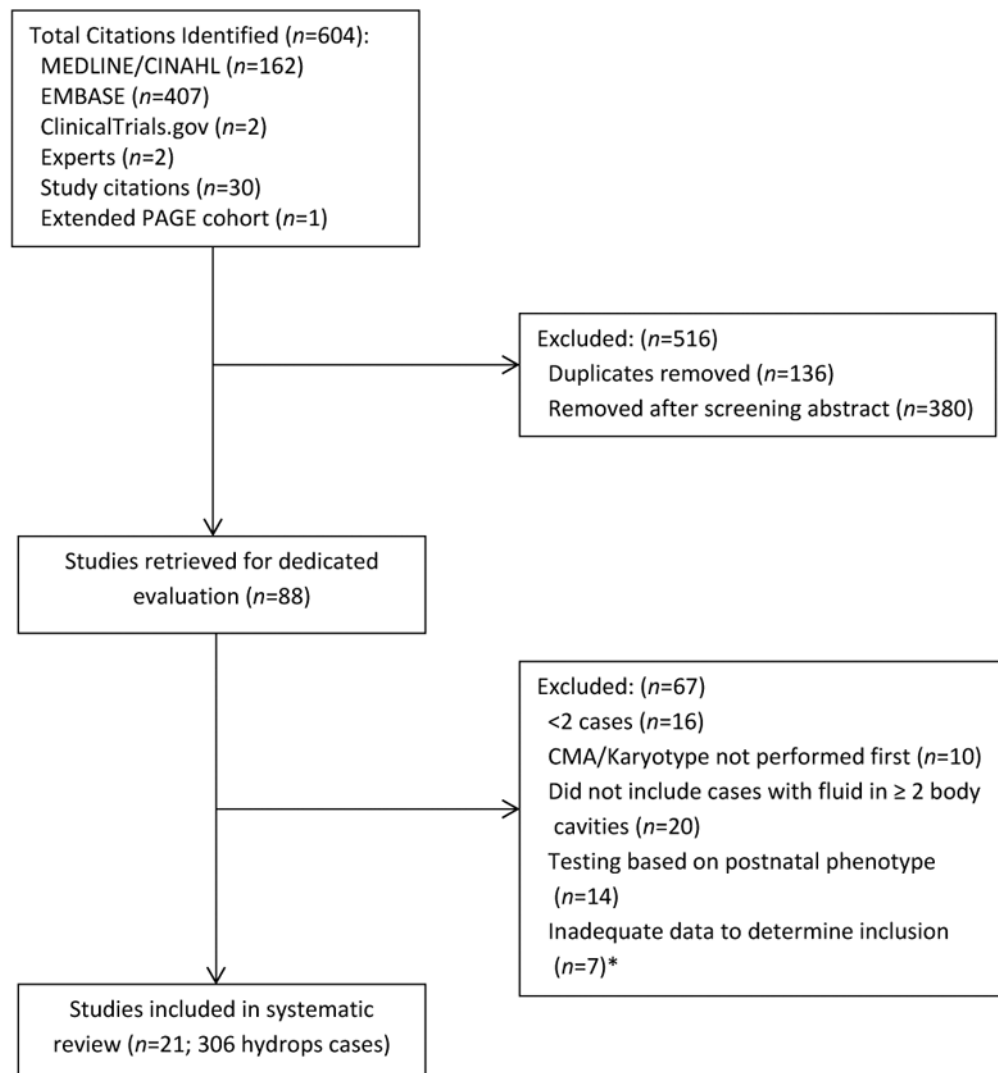 Total Citations Identified (n=604):
MEDLINE/CINAHL (n=162)
EMBASE (n=407)
ClinicalTrials.gov (n=2)
Experts (n=2)
Study citations (n=30)
Extended PAGE cohort (n=1)
Excluded: (n=516)
Duplicates removed (n=136)
Removed after screening abstract (n=380)
Studies retrieved for dedicated
evaluation (n=88)
Excluded: (n=67)
<2 cases (n=16)
CMA/Karyotype not performed first (n=10)
Did not include cases with fluid in ≥ 2 body
cavities (n=20)
Testing based on postnatal phenotype
(n=14)
Inadequate data to determine inclusion
(n=7)*
Studies included in systematic
review (n=21; 306 hydrops cases)